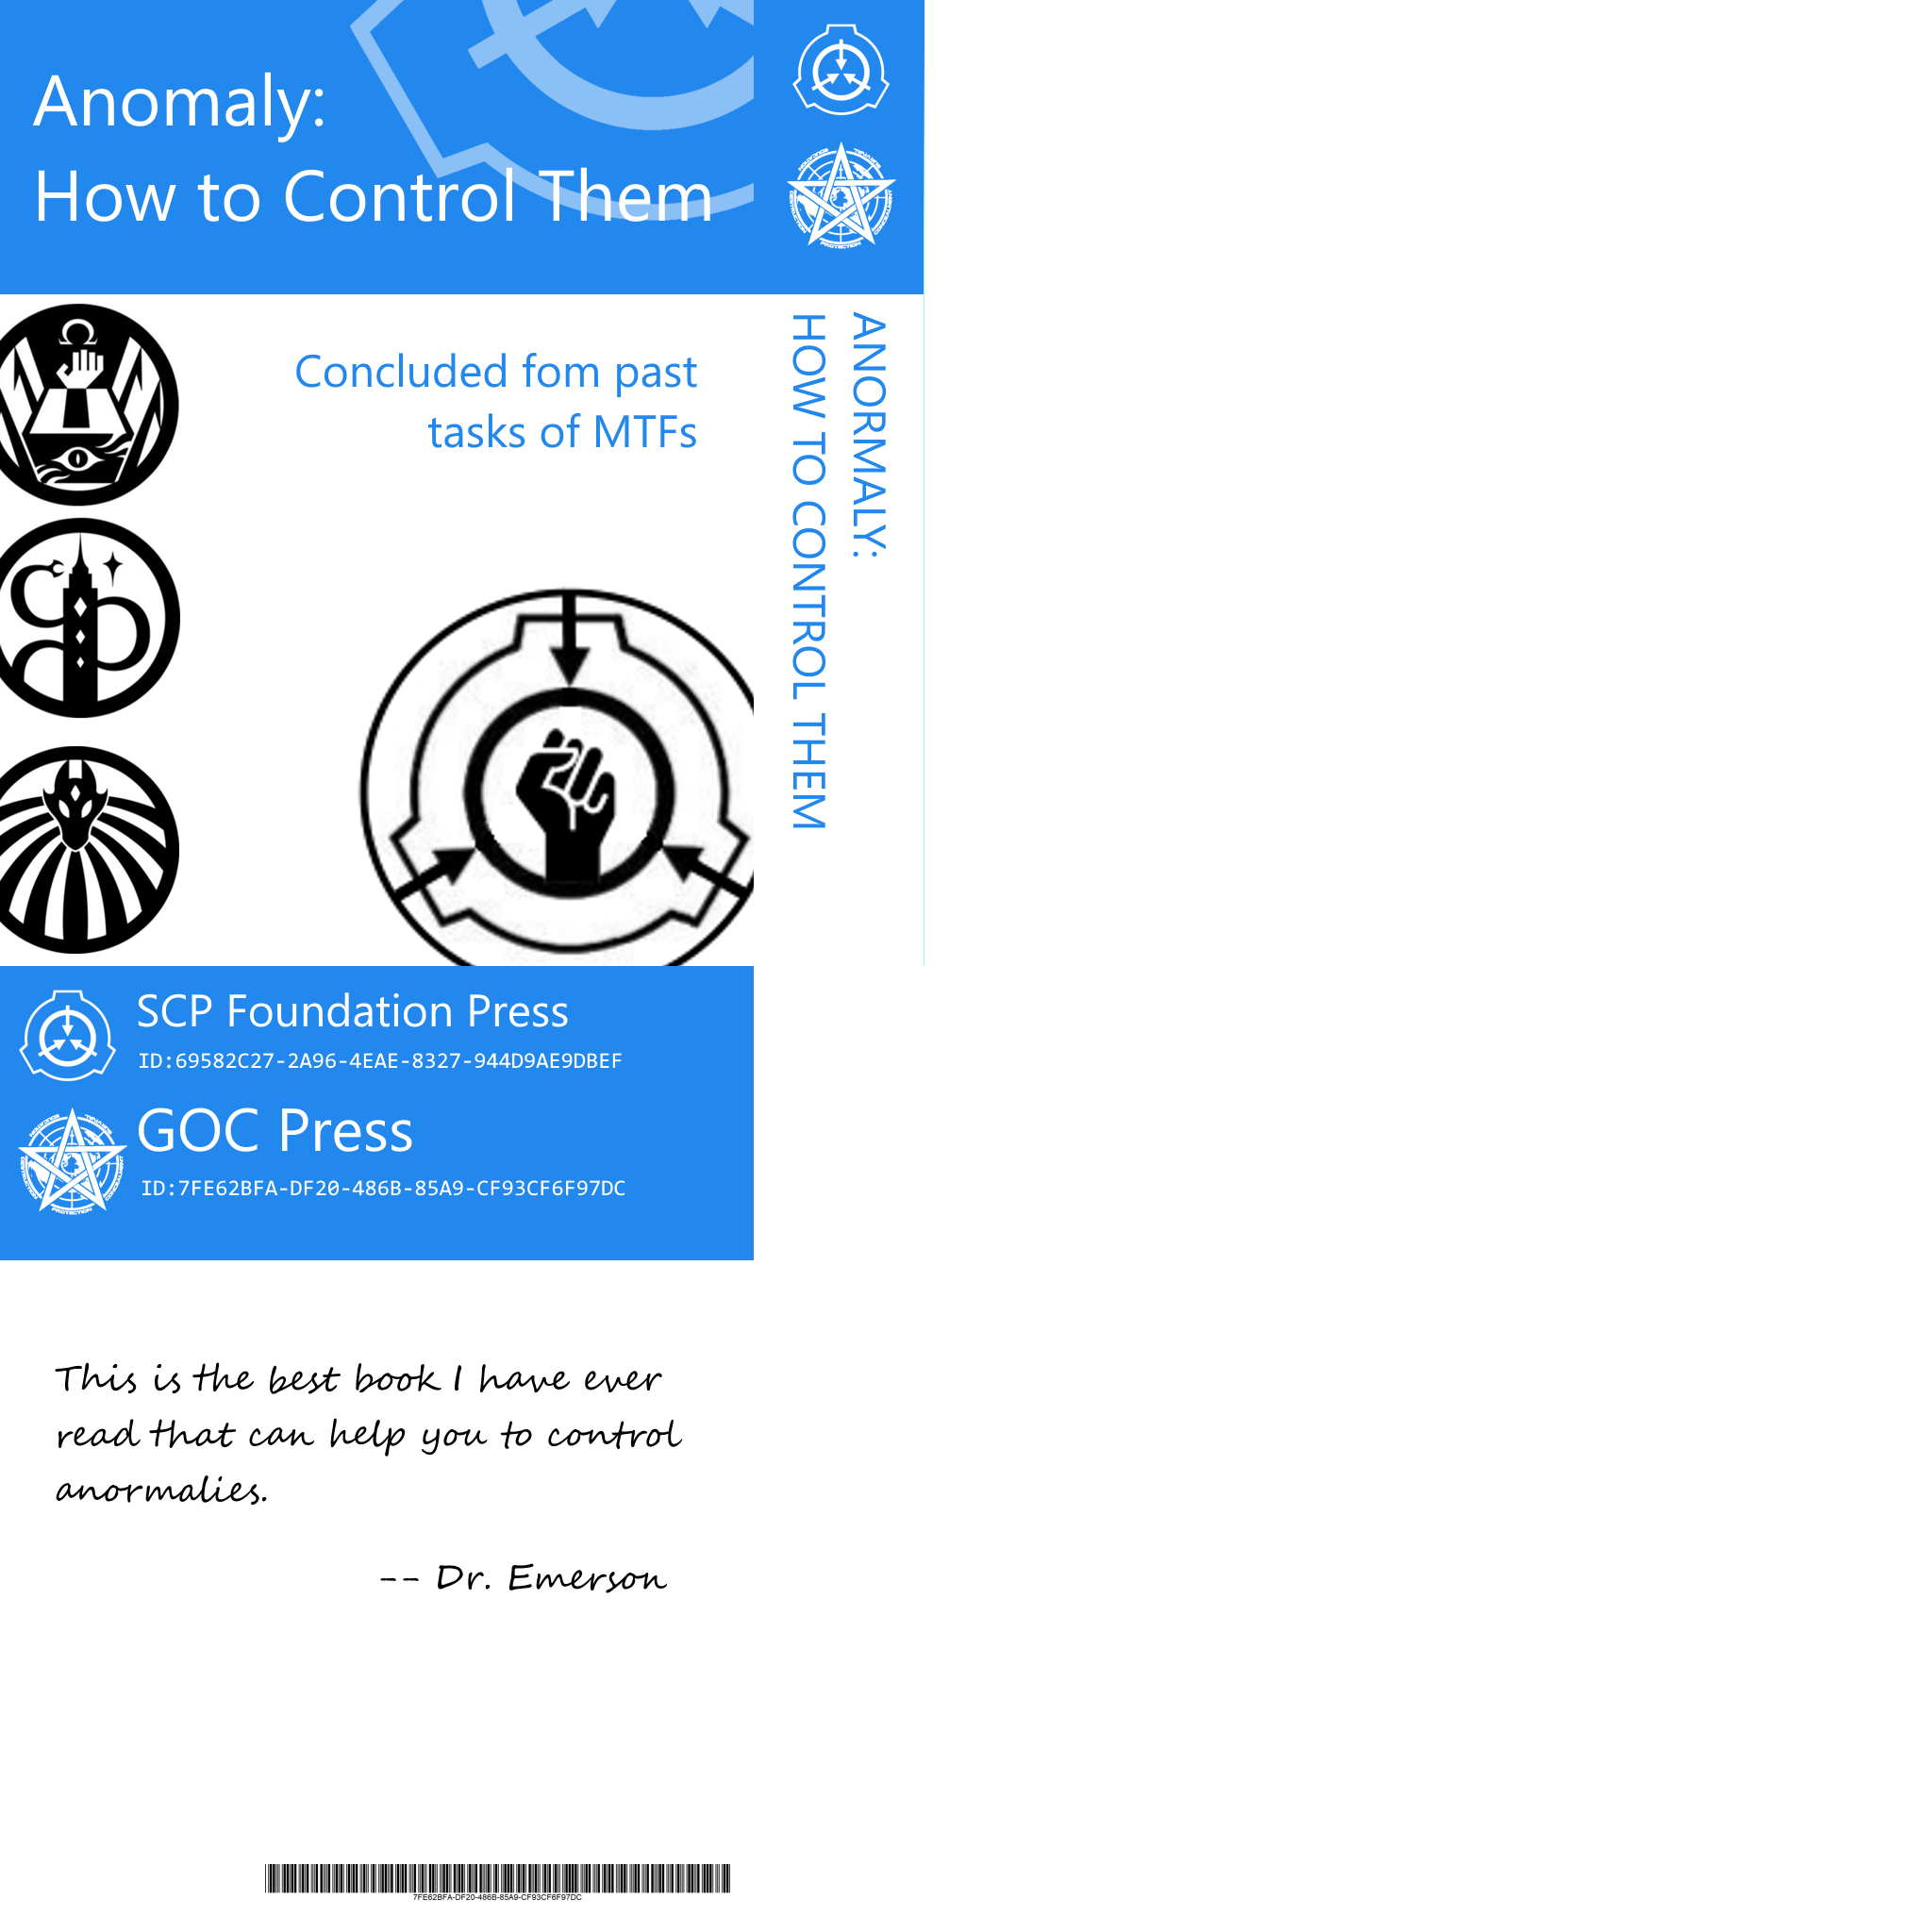 Anomaly:
How to Control Them
Concluded fom past
tasks of MTFs
ANORMALY:
HOW TO CONTROL THEM
SCP Foundation Press
ID:69582C27-2A96-4EAE-8327-944D9AE9DBEF
GOC Press
ID:7FE62BFA-DF20-486B-85A9-CF93CF6F97DC
This is the best book I have ever
read that can help you to control
anormalies.
-- Dr. Emerson
7FE62BFA-DF20-486B-85A9-CF93CF6F97DC